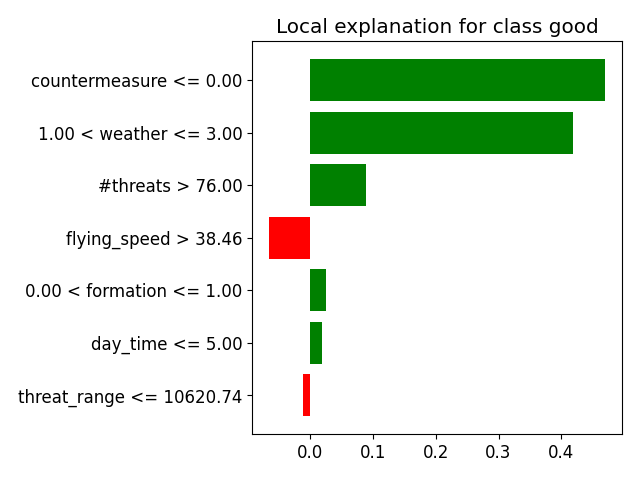 Local explanation for class good
countermeasure <= 0.00
1.00 < weather <= 3.00
#threats > 76.00
flying_speed > 38.46
0.00 < formation <= 1.00
day_time <= 5.00
threat_range <= 10620.74
0.0 0.1 0.2 0.3 0.4